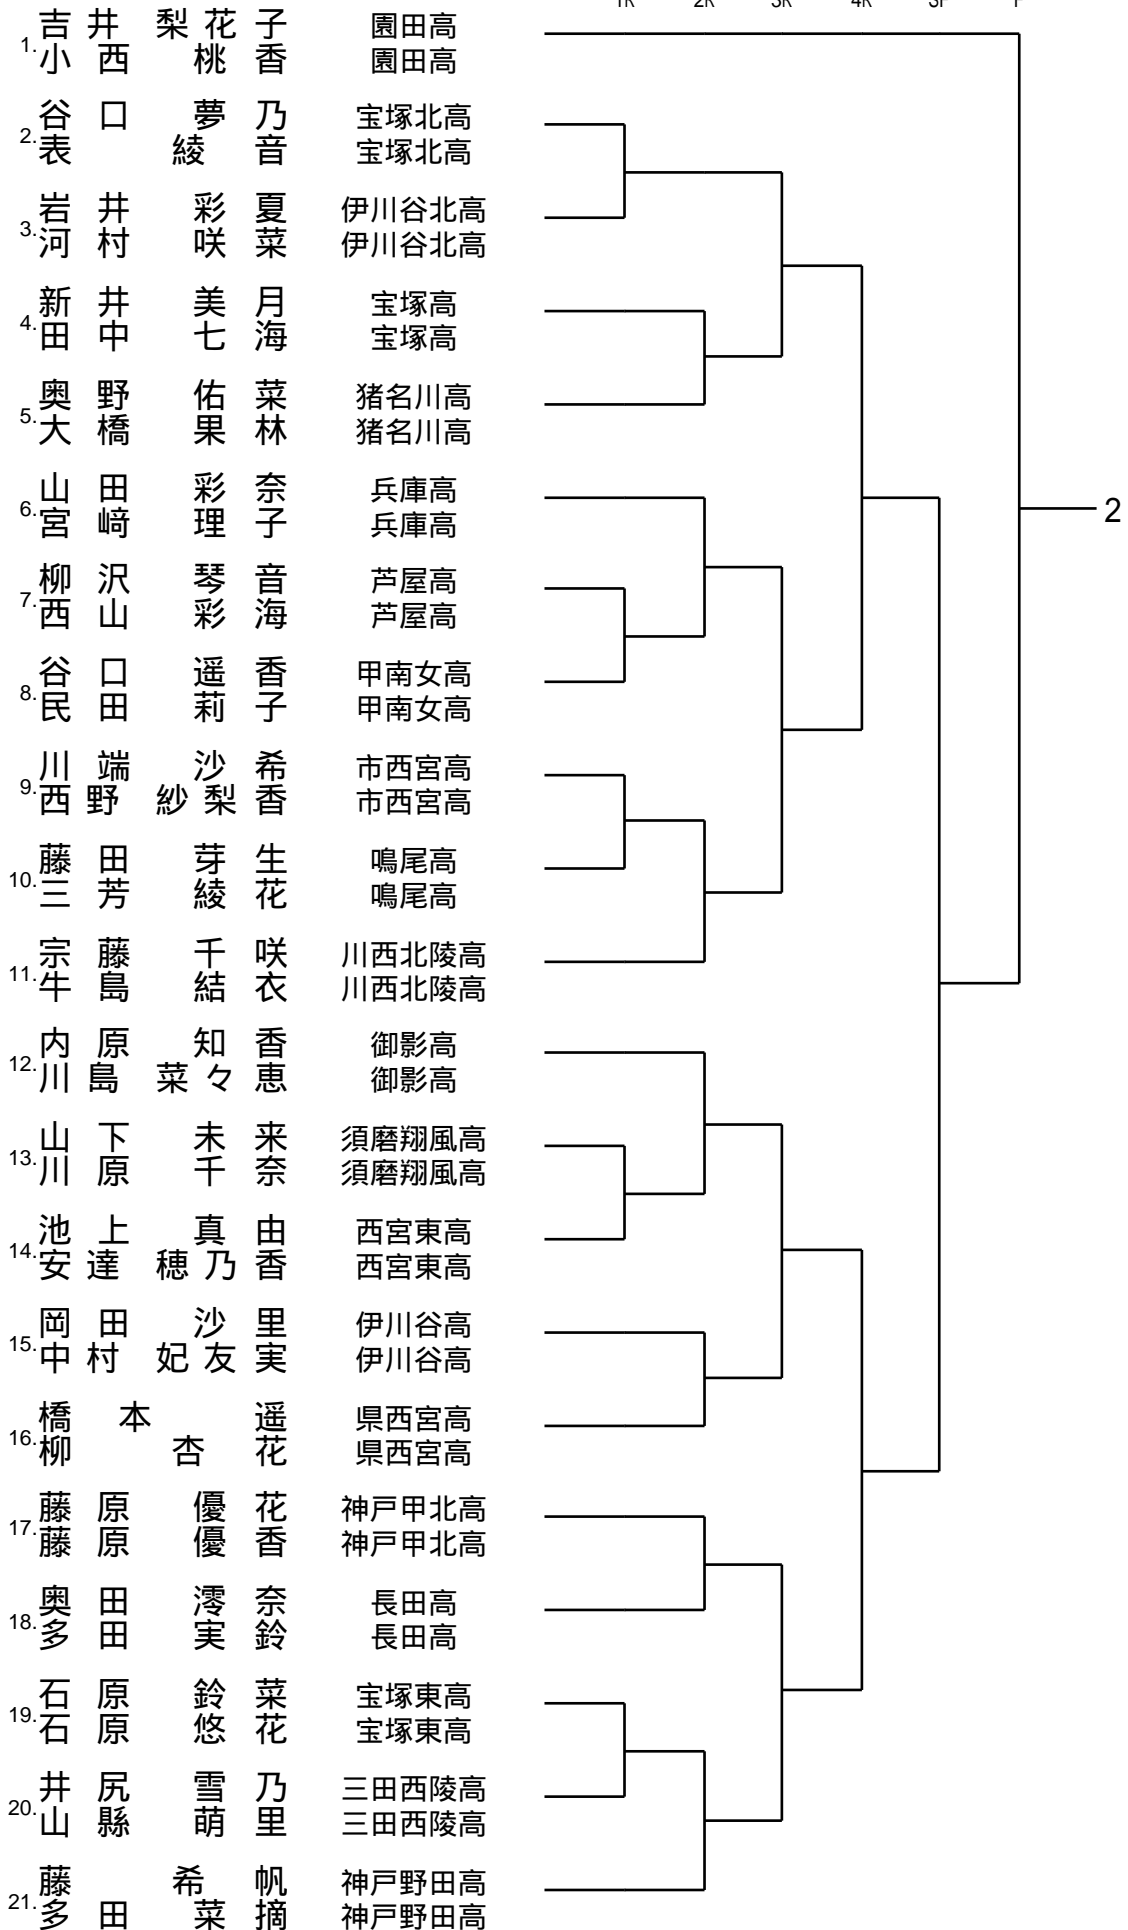 1R 2R 3R 4R SF F
1. 吉井 梨花子 園田高
小西 桃香 園田高
2. 谷口 夢乃 宝塚北高
表 綾音 宝塚北高
3. 岩井 彩夏 伊川谷北高
河村 咲菜 伊川谷北高
4. 新井 美月 宝塚高
田中 七海 宝塚高
5. 奥野 佑菜 猪名川高
大橋 果林 猪名川高
6. 山田 彩奈 兵庫高
宮﨑 理子 兵庫高
7. 柳沢 琴音 芦屋高
西山 彩海 芦屋高
8. 谷口 遥香 甲南女高
民田 莉子 甲南女高
9. 川端 沙希 市西宮高
西野 紗梨香 市西宮高
10. 藤田 芽生 鳴尾高
三芳 綾花 鳴尾高
11. 宗藤 千咲 川西北陵高
牛島 結衣 川西北陵高
12. 内原 知香 御影高
川島 菜々恵 御影高
13. 山下 未来 須磨翔風高
川原 千奈 須磨翔風高
14. 池上 真由 西宮東高
安達 穂乃香 西宮東高
15. 岡田 沙里 伊川谷高
中村 妃友実 伊川谷高
16. 橋本 遥 県西宮高
柳 杏花 県西宮高
17. 藤原 優花 神戸甲北高
藤原 優香 神戸甲北高
18. 奥田 澪奈 長田高
多田 実鈴 長田高
19. 石原 鈴菜 宝塚東高
石原 悠花 宝塚東高
20. 井尻 雪乃 三田西陵高
山縣 萌里 三田西陵高
21. 藤 希帆 神戸野田高
多田 菜摘 神戸野田高
2